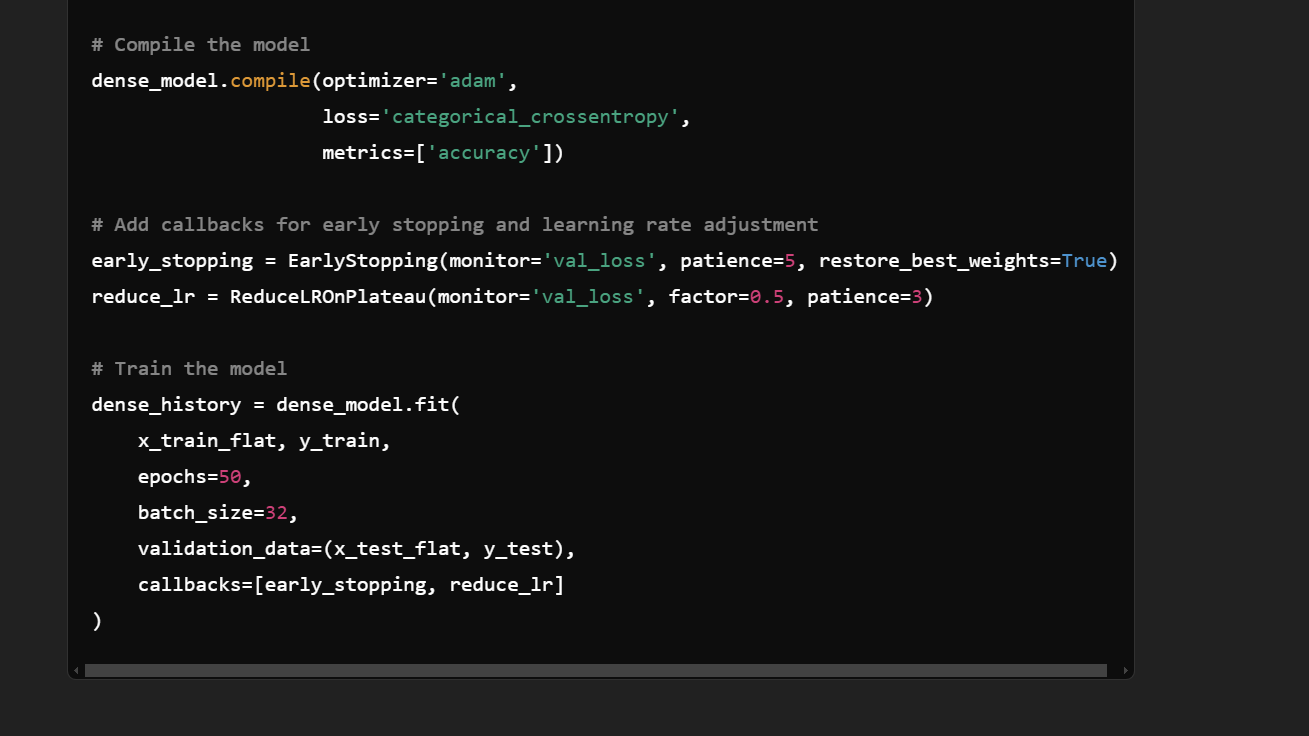 # Compile the model
dense_model.compile(optimizer='adam',
                    loss='categorical_crossentropy',
                    metrics=['accuracy'])
# Add callbacks for early stopping and learning rate adjustment
early_stopping = EarlyStopping(monitor='val_loss', patience=5, restore_best_weights=True)
reduce_lr = ReduceLROnPlateau(monitor='val_loss', factor=0.5, patience=3)
# Train the model
dense_history = dense_model.fit(
    x_train_flat, y_train,
    epochs=50,
    batch_size=32,
    validation_data=(x_test_flat, y_test),
    callbacks=[early_stopping, reduce_lr]
)